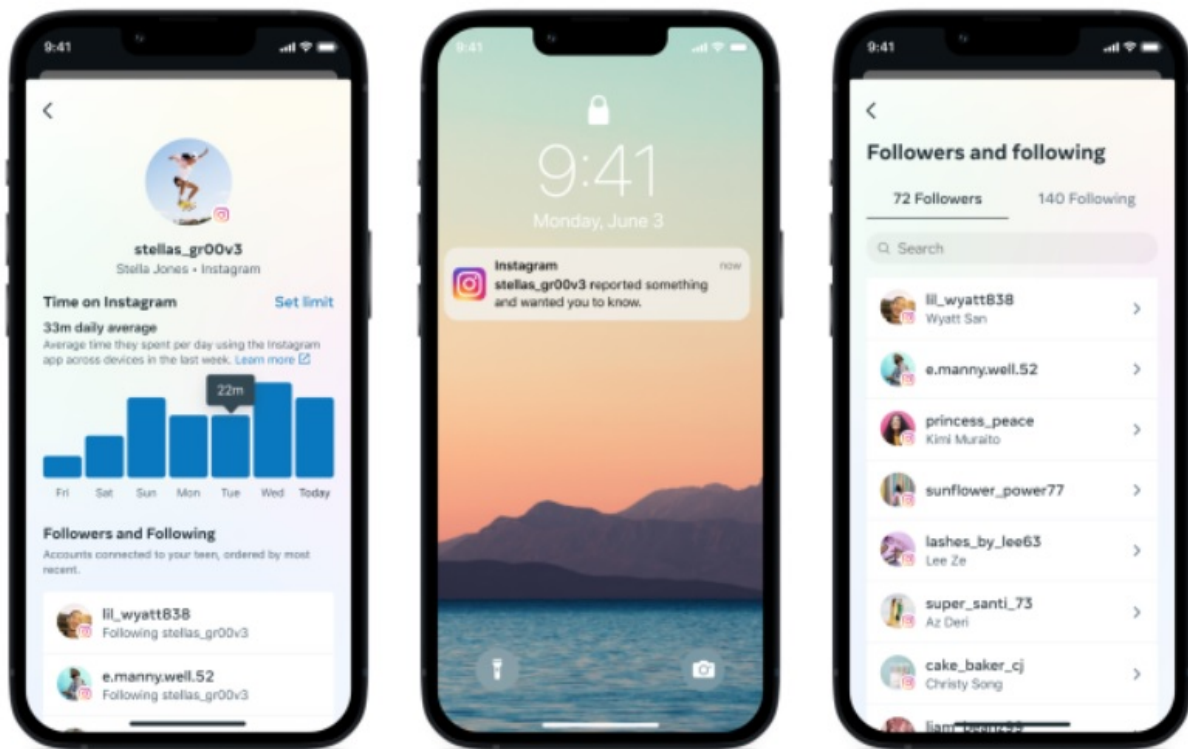 9:41
stellas_gr00v3
Stella Jones • Instagram
Time on Instagram Set limit
33m daily average
Average time they spent per day using the Instagram
app across devices in the last week. Learn more
22m
Fri Sat Sun Mon Tue Wed Today
Followers and Following
Accounts connected to your teen, ordered by most
recent.
lil_wyatt838
Following stellas_gr00v3
e.manny.well.52
Following stellas_gr00v3
9:41
9:41
Monday, June 3
Instagram now
stellas_gr00v3 reported something
and wanted you to know.
9:41
Followers and following
72 Followers 140 Following
Search
lil_wyatt838
Wyatt San
e.manny.well.52
princess_peace
Kimi Muraito
sunflower_power77
lashes_by_lee63
Lee Ze
super_santi_73
Az Deri
cake_baker_cj
Christy Song
liam_beanz99